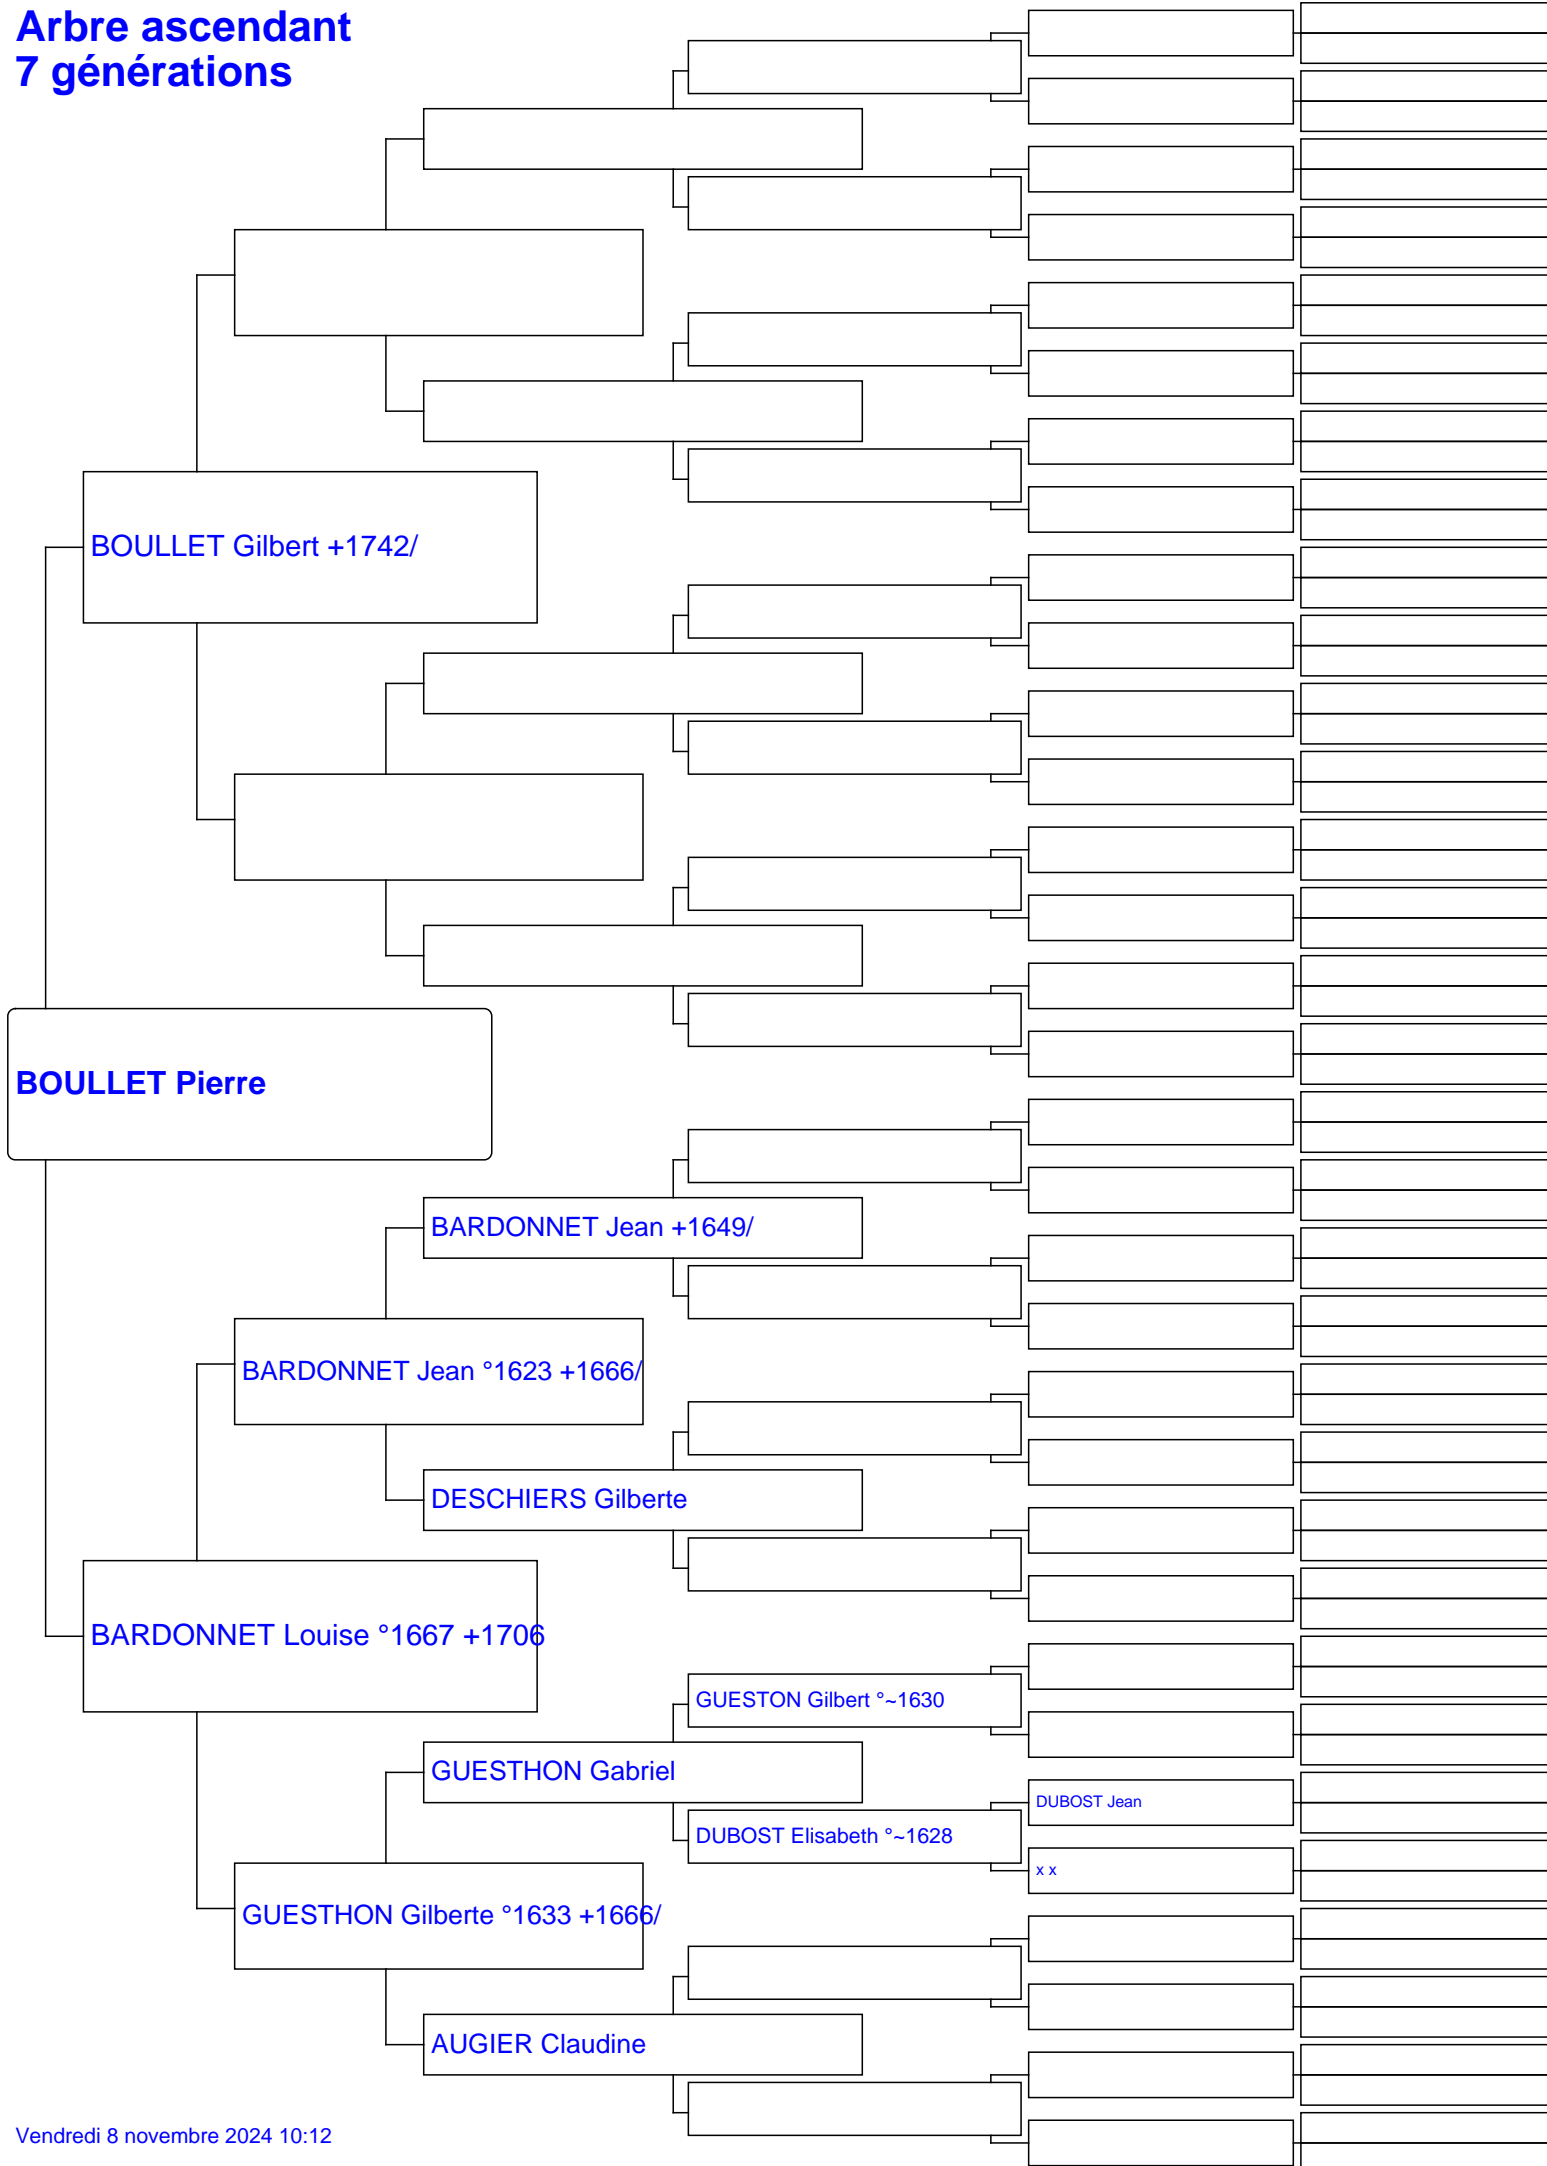 Arbre ascendant
7 générations
BOULLET Gilbert +1742/
BOULLET Pierre
BARDONNET Jean +1649/
BARDONNET Jean °1623 +1666/
DESCHIERS Gilberte
BARDONNET Louise °1667 +1706
GUESTON Gilbert °~1630
GUESTHON Gabriel
DUBOST Jean
DUBOST Elisabeth °~1628
x x
GUESTHON Gilberte °1633 +1666/
AUGIER Claudine
Vendredi 8 novembre 2024 10:12